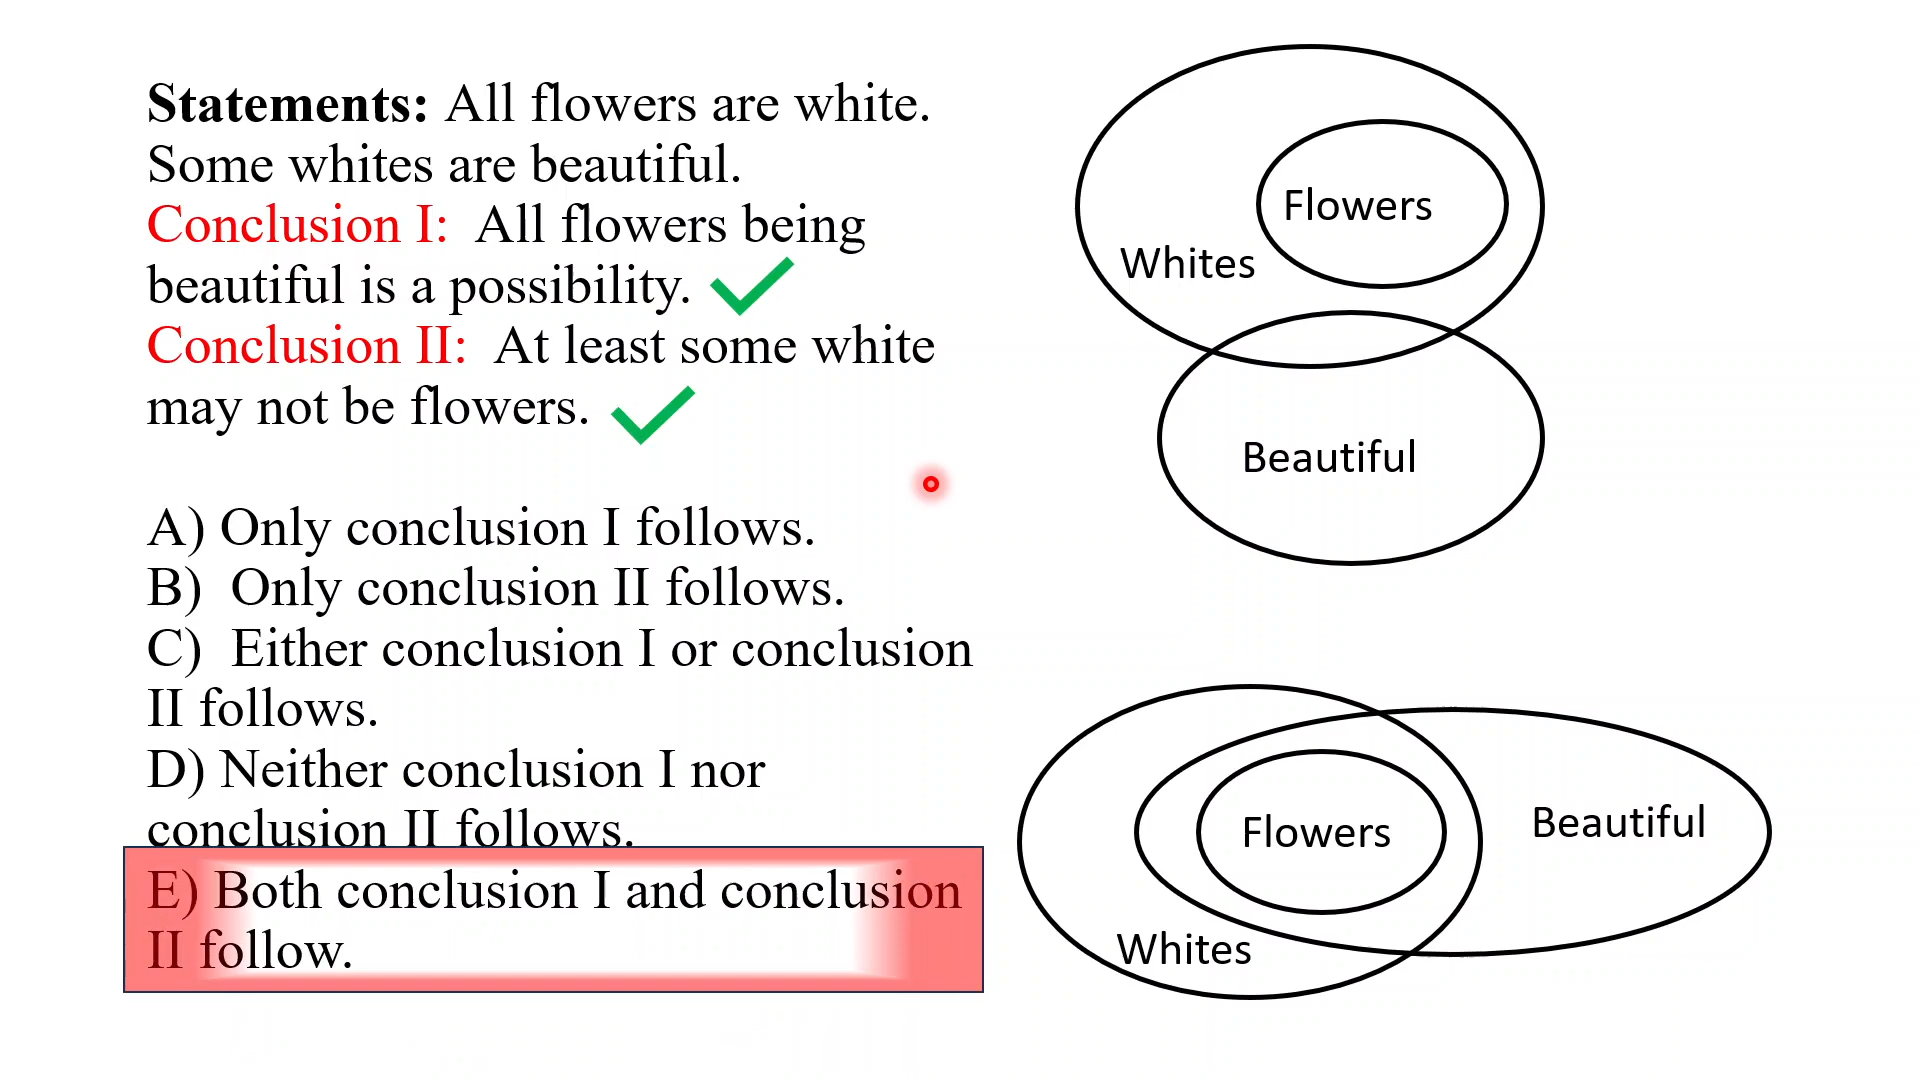 Statements: All flowers are white.
Some whites are beautiful.
Conclusion I: All flowers being
beautiful is a possibility.
Conclusion II: At least some white
may not be flowers.
A) Only conclusion I follows.
B) Only conclusion II follows.
C) Either conclusion I or conclusion
II follows.
D) Neither conclusion I nor
conclusion II follows.
E) Both conclusion I and conclusion
II follow.
Flowers
Whites
Beautiful
Flowers
Beautiful
Whites